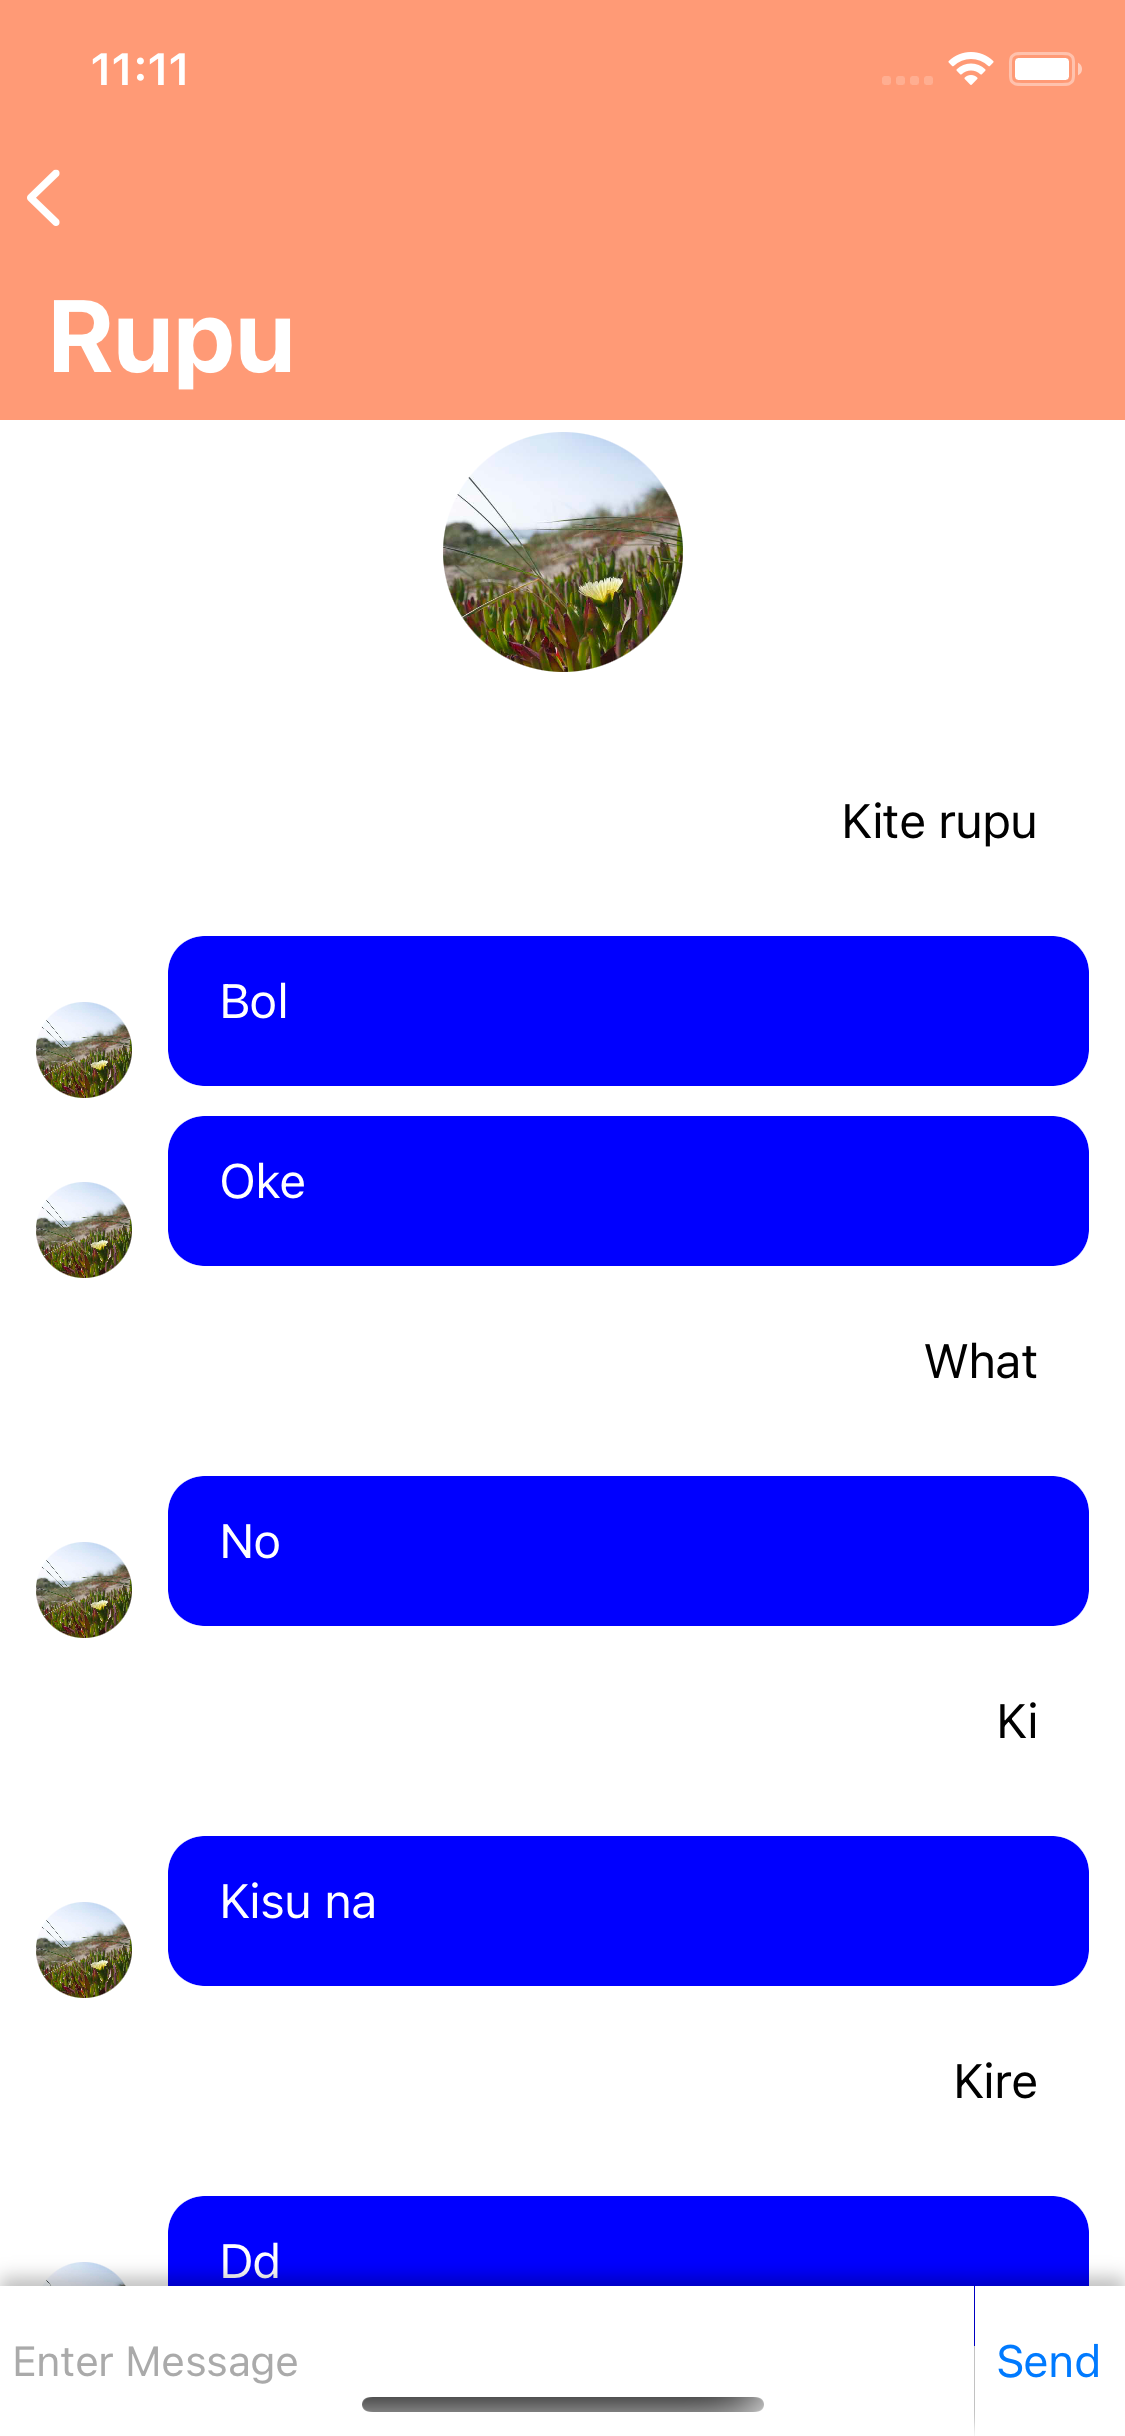 11:11
Rupu
Kite rupu
Bol
Oke
What
No
Ki
Kisu na
Kire
Dd
Enter Message
Send